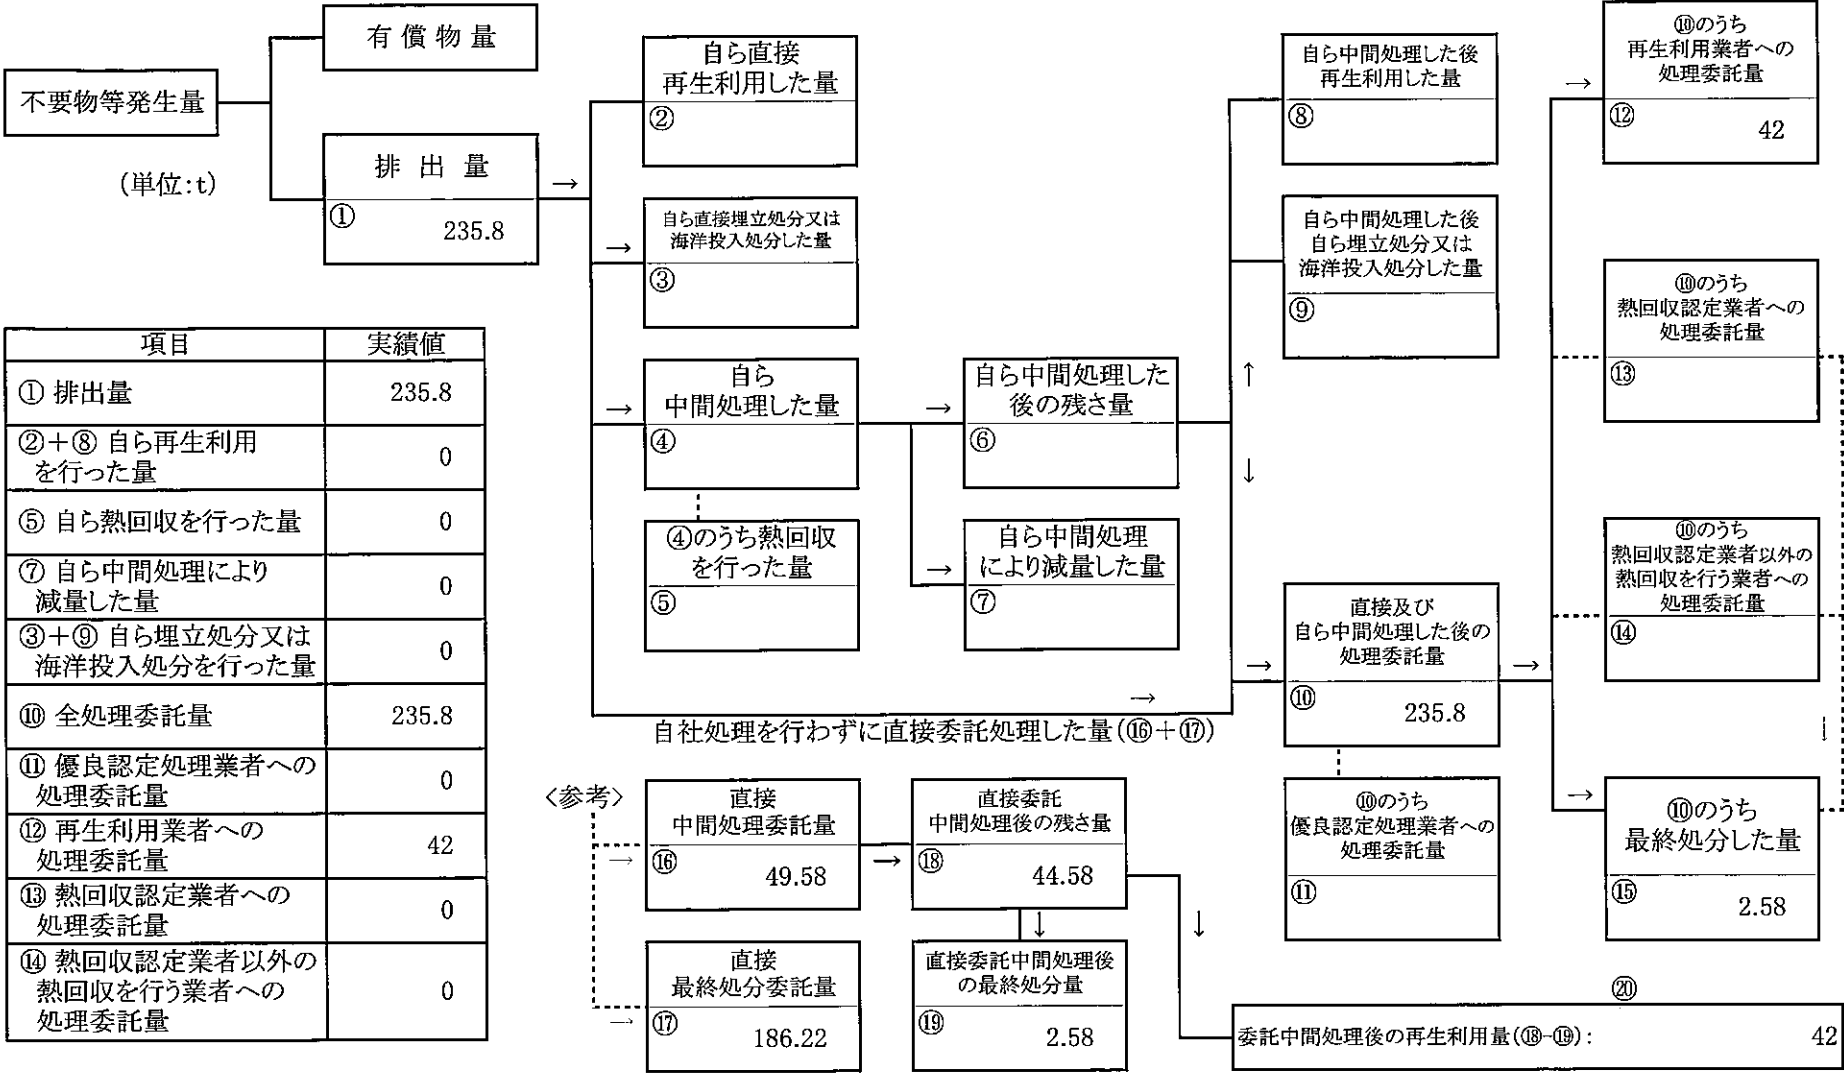 不要物等発生量
(単位:t)
有償物量
排出量
①
235.8
→
自ら直接
再生利用した量
②
→
自ら直接埋立処分又は
海洋投入処分した量
③
→
自ら
中間処理した量
④
④のうち熱回収
を行った量
⑤
→
自ら中間処理した
後の残さ量
⑥
→
自ら中間処理
により減量した量
⑦
↑
↓
自ら中間処理した後
再生利用した量
⑧
自ら中間処理した後
自ら埋立処分又は
海洋投入処分した量
⑨
→
自社処理を行わずに直接委託処理した量(⑯+⑰)
→
直接及び
自ら中間処理した後の
処理委託量
⑩
235.8
⑩のうち
優良認定処理業者への
処理委託量
⑪
→
→
⑩のうち
再生利用業者への
処理委託量
⑫
42
⑩のうち
熱回収認定業者への
処理委託量
⑬
⑩のうち
熱回収認定業者以外の
熱回収を行う業者への
処理委託量
⑭
↓
→
⑩のうち
最終処分した量
⑮
2.58
項目 実績値
① 排出量 235.8
②+⑧ 自ら再生利用
を行った量 0
⑤ 自ら熱回収を行った量 0
⑦ 自ら中間処理により
減量した量 0
③+⑨ 自ら埋立処分又は
海洋投入処分を行った量 0
⑩ 全処理委託量 235.8
⑪ 優良認定処理業者への
処理委託量 0
⑫ 再生利用業者への
処理委託量 42
⑬ 熱回収認定業者への
処理委託量 0
⑭ 熱回収認定業者以外の
熱回収を行う業者への 0
処理委託量
〈参考〉
→
直接
中間処理委託量
⑯
49.58
→
直接
最終処分委託量
⑰
186.22
→
直接委託
中間処理後の残さ量
⑱
44.58
↓
直接委託中間処理後
の最終処分量
⑲
2.58
↓
⑳
委託中間処理後の再生利用量(⑱-⑲): 42